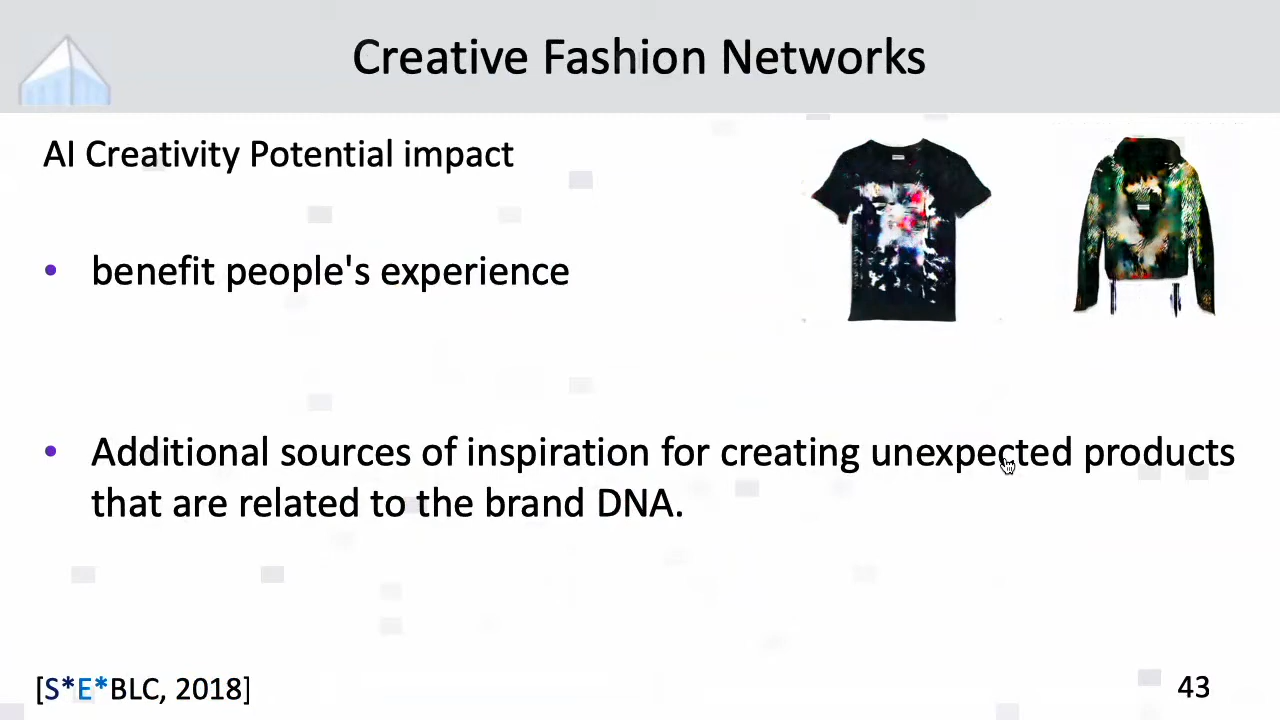 Creative Fashion Networks
AI Creativity Potential impact
• benefit people's experience
• Additional sources of inspiration for creating unexpected products
that are related to the brand DNA.
[S*E*BLC, 2018]
43